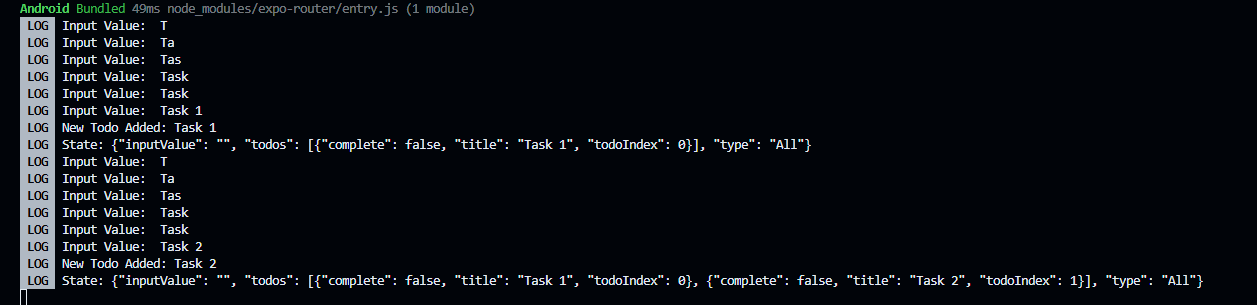 Android Bundled 49ms node_modules/expo-router/entry.js (1 module)
LOG Input Value:  T
LOG Input Value:  Ta
LOG Input Value:  Tas
LOG Input Value:  Task
LOG Input Value:  Task
LOG Input Value:  Task 1
LOG New Todo Added: Task 1
LOG State: {"inputValue": "", "todos": [{"complete": false, "title": "Task 1", "todoIndex": 0}], "type": "All"}
LOG Input Value:  T
LOG Input Value:  Ta
LOG Input Value:  Tas
LOG Input Value:  Task
LOG Input Value:  Task
LOG Input Value:  Task 2
LOG New Todo Added: Task 2
LOG State: {"inputValue": "", "todos": [{"complete": false, "title": "Task 1", "todoIndex": 0}, {"complete": false, "title": "Task 2", "todoIndex": 1}], "type": "All"}